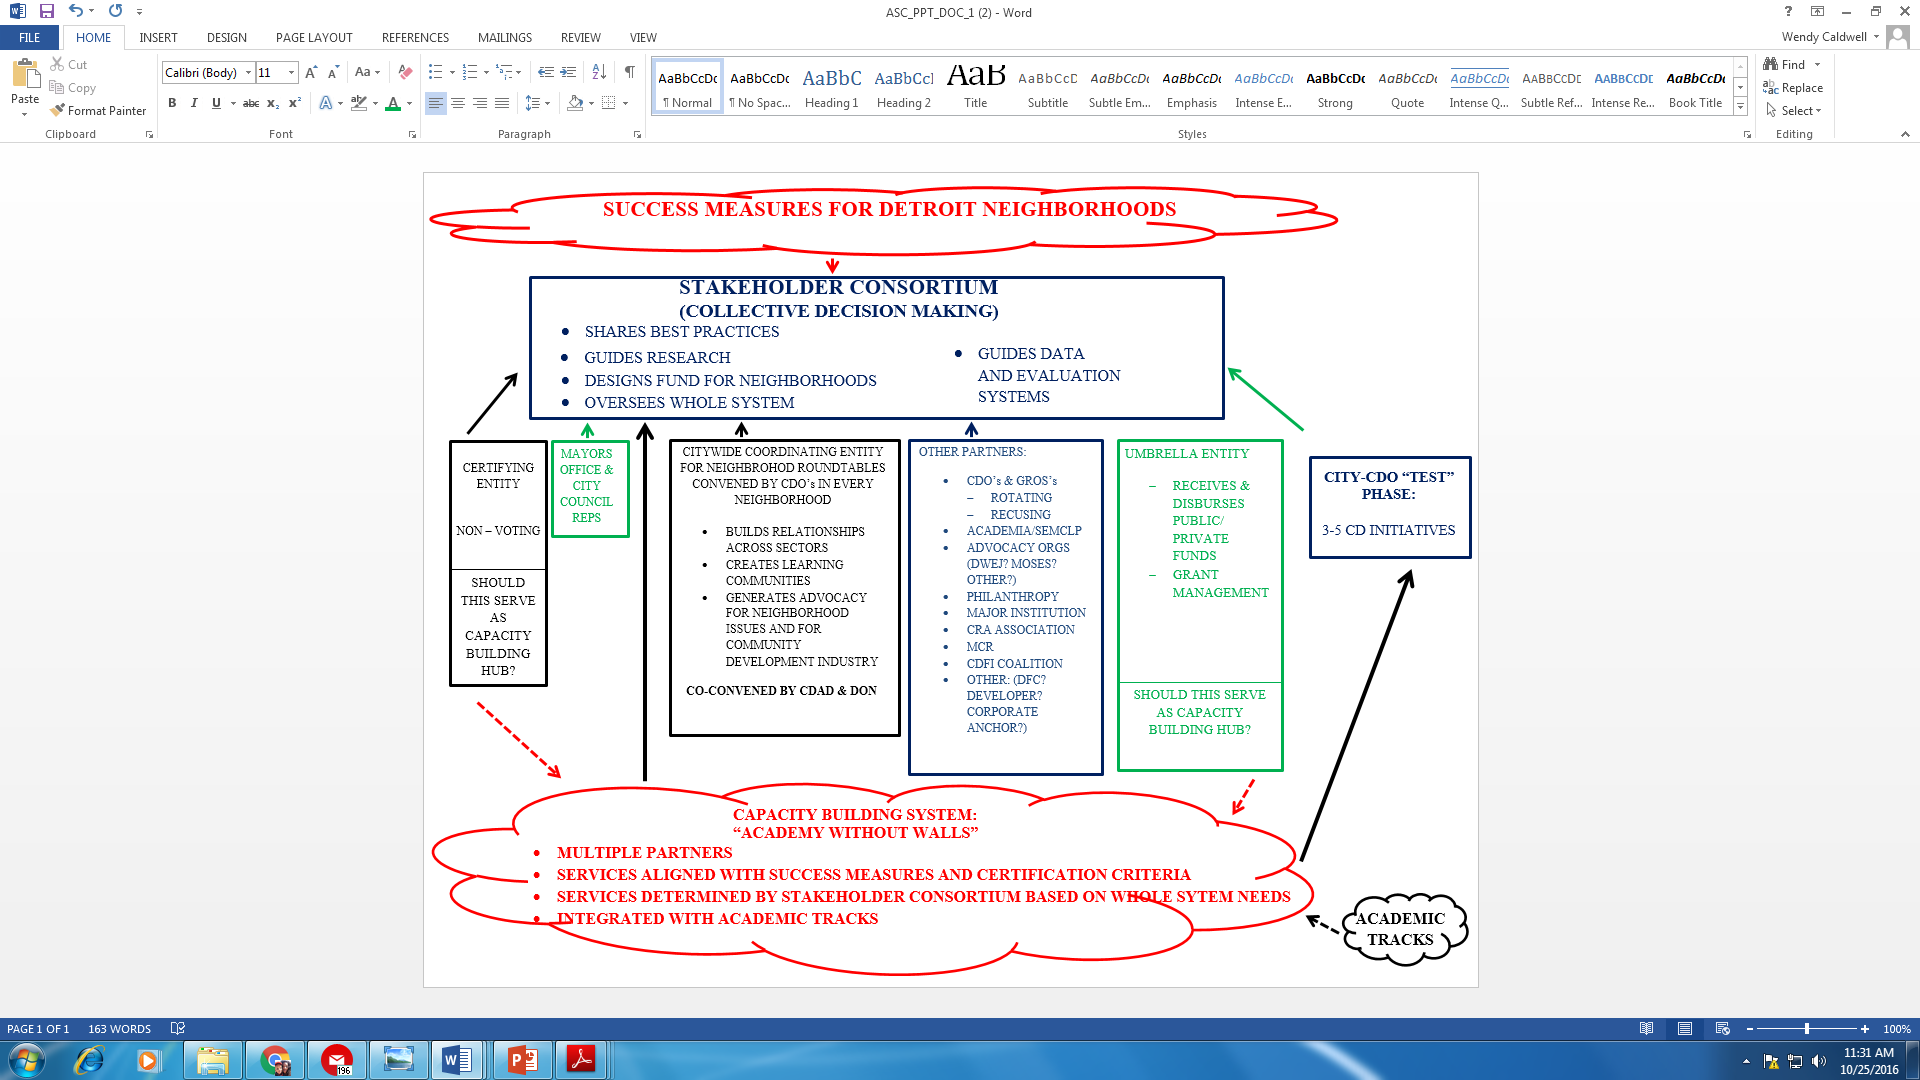 ASC_PPT_DOC_1 (2) - Word
FILE
HOME
INSERT
DESIGN
PAGE LAYOUT
REFERENCES
MAILINGS
REVIEW
VIEW
Wendy Caldwell
Paste
Cut
Copy
Format Painter
Clipboard
Calibri (Body)
11
Font
Paragraph
AaBbCcDc
¶ Normal
AaBbCcDc
¶ No Spac...
AaBbC
Heading 1
AaBbCcI
Heading 2
AaB
Title
AaBbCcD
Subtitle
AaBbCcDc
Subtle Em...
AaBbCcDc
Emphasis
AaBbCcDc
Intense E...
AaBbCcDc
Strong
AaBbCcDc
Quote
AaBbCcDc
Intense Q...
AABBCCDE
Subtle Ref...
AABBCCDE
Intense Re...
AaBbCcDc
Book Title
Styles
Find
Replace
Select
Editing
SUCCESS MEASURES FOR DETROIT NEIGHBORHOODS
STAKEHOLDER CONSORTIUM
(COLLECTIVE DECISION MAKING)
• SHARES BEST PRACTICES
• GUIDES RESEARCH
• DESIGNS FUND FOR NEIGHBORHOODS
• OVERSEES WHOLE SYSTEM
• GUIDES DATA
AND EVALUATION
SYSTEMS
CERTIFYING
ENTITY
NON – VOTING
SHOULD
THIS SERVE
AS
CAPACITY
BUILDING
HUB?
MAYORS
OFFICE &
CITY
COUNCIL
REPS
CITYWIDE COORDINATING ENTITY
FOR NEIGHBROHOD ROUNDTABLES
CONVENED BY CDO’s IN EVERY
NEIGHBORHOOD
• BUILDS RELATIONSHIPS
ACROSS SECTORS
• CREATES LEARNING
COMMUNITIES
• GENERATES ADVOCACY
FOR NEIGHBORHOOD
ISSUES AND FOR
COMMUNITY
DEVELOPMENT INDUSTRY
CO-CONVENED BY CDAD & DON
OTHER PARTNERS:
• CDO’s & GROS’s
– ROTATING
– RECUSING
• ACADEMIA/SEMCLP
• ADVOCACY ORGS
(DWEJ? MOSES?
OTHER?)
• PHILANTHROPY
• MAJOR INSTITUTION
• CRA ASSOCIATION
• MCR
• CDFI COALITION
• OTHER: (DFC?
DEVELOPER?
CORPORATE
ANCHOR?)
UMBRELLA ENTITY
– RECEIVES &
DISBURSES
PUBLIC/
PRIVATE
FUNDS
– GRANT
MANAGEMENT
SHOULD THIS SERVE
AS CAPACITY
BUILDING HUB?
CITY-CDO “TEST”
PHASE:
3-5 CD INITIATIVES
CAPACITY BUILDING SYSTEM:
“ACADEMY WITHOUT WALLS”
• MULTIPLE PARTNERS
• SERVICES ALIGNED WITH SUCCESS MEASURES AND CERTIFICATION CRITERIA
• SERVICES DETERMINED BY STAKEHOLDER CONSORTIUM BASED ON WHOLE SYTEM NEEDS
• INTEGRATED WITH ACADEMIC TRACKS
ACADEMIC
TRACKS
PAGE 1 OF 1
163 WORDS
100%
196
11:31 AM
10/25/2016